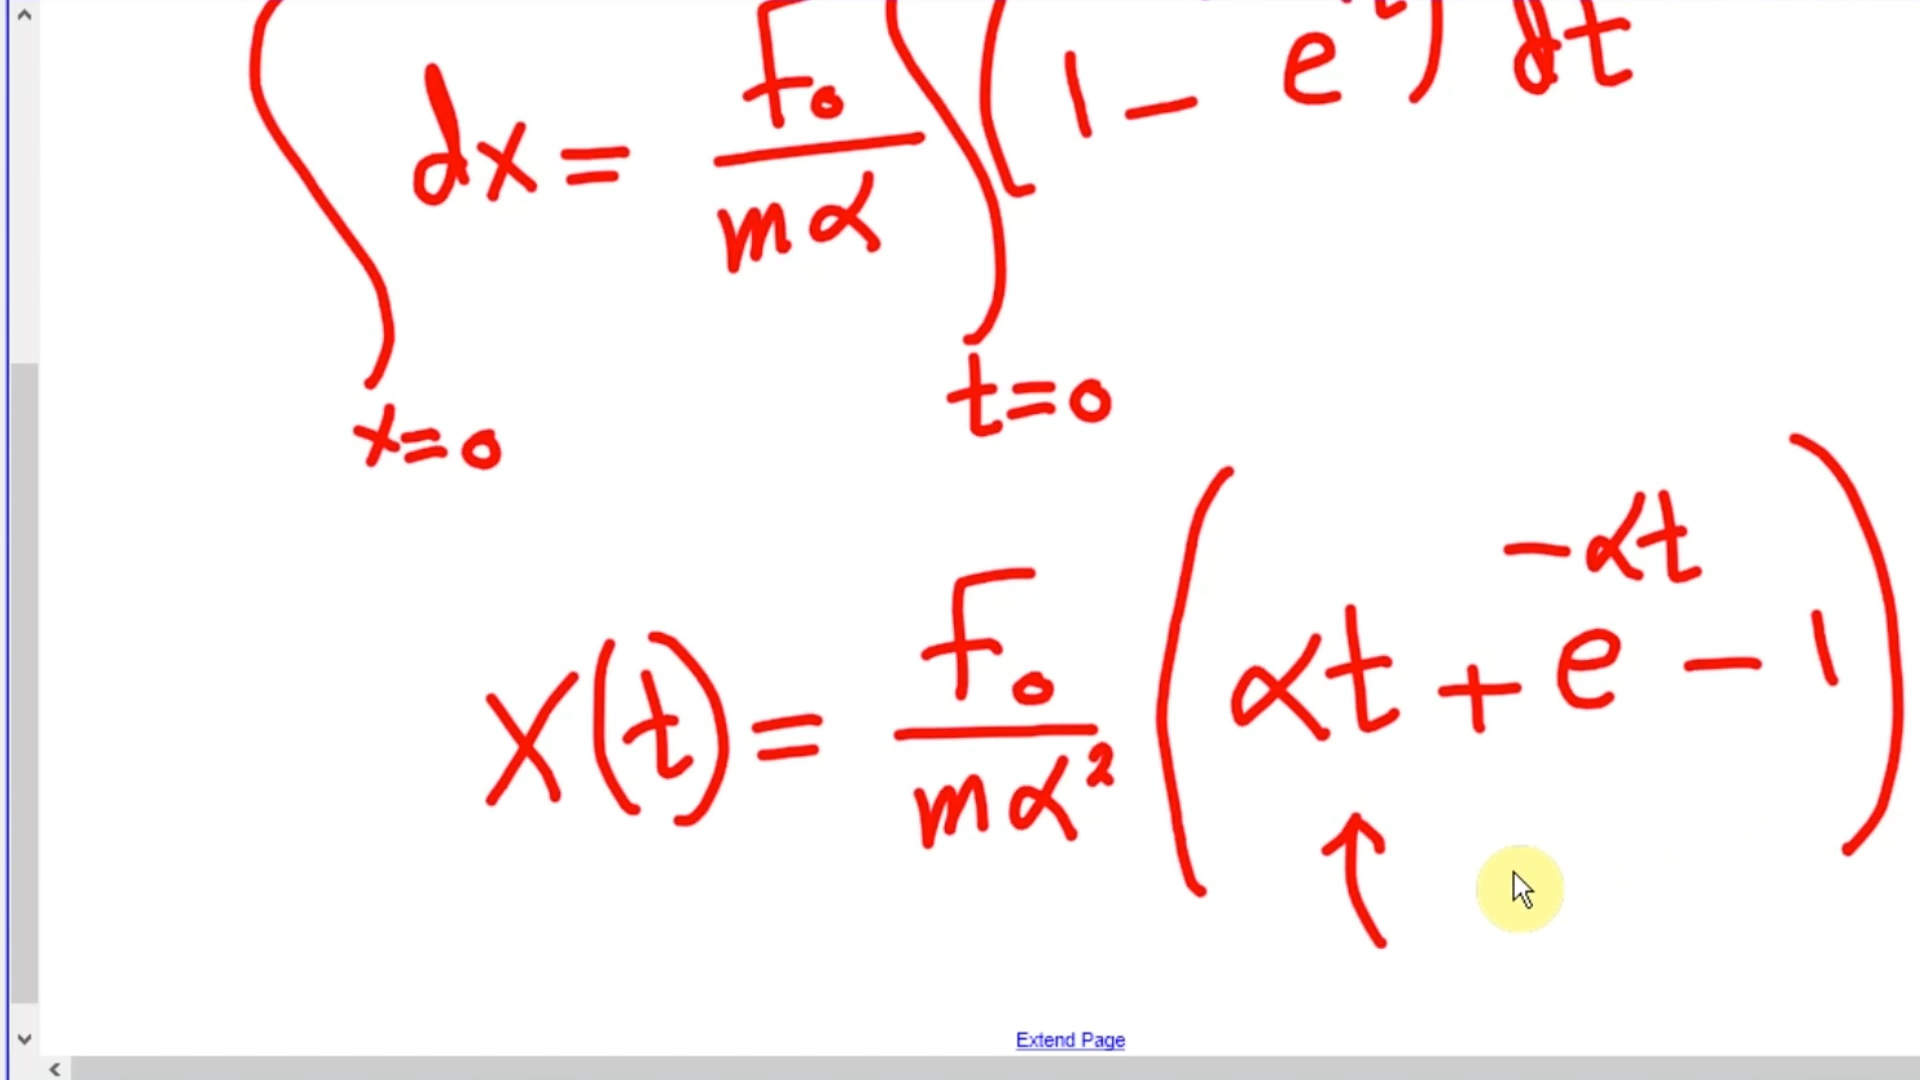 ∫ dx = F₀/mα ∫ (1 - e ) dt
x=0 t=0
x(t) = F₀/mα² (αt + e^(-αt) - 1)
Extend Page